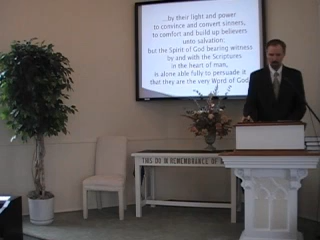 ...by their light and power
to convince and convert sinners,
to comfort and build up believers
unto salvation;
but the Spirit of God bearing witness
by and with the Scriptures
in the heart of man,
is alone able fully to persuade it
that they are the very Word of God.
THIS DO IN REMEMBRANCE OF M